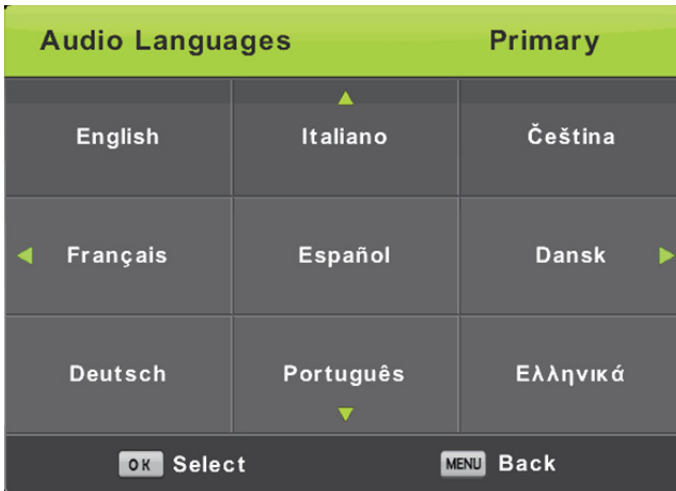 Audio Languages Primary
English Italiano Čeština
Français Español Dansk
Deutsch Português Ελληνικά
OK Select MENU Back